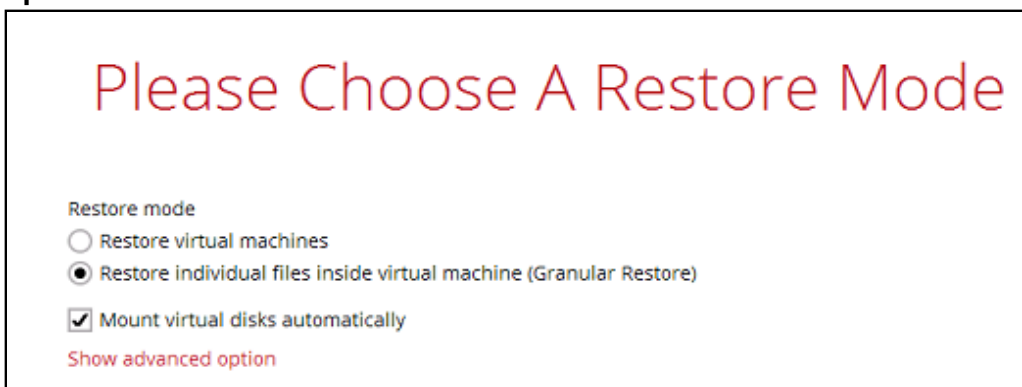 Please Choose A Restore Mode
Restore mode
Restore virtual machines
Restore individual files inside virtual machine (Granular Restore)
Mount virtual disks automatically
Show advanced option